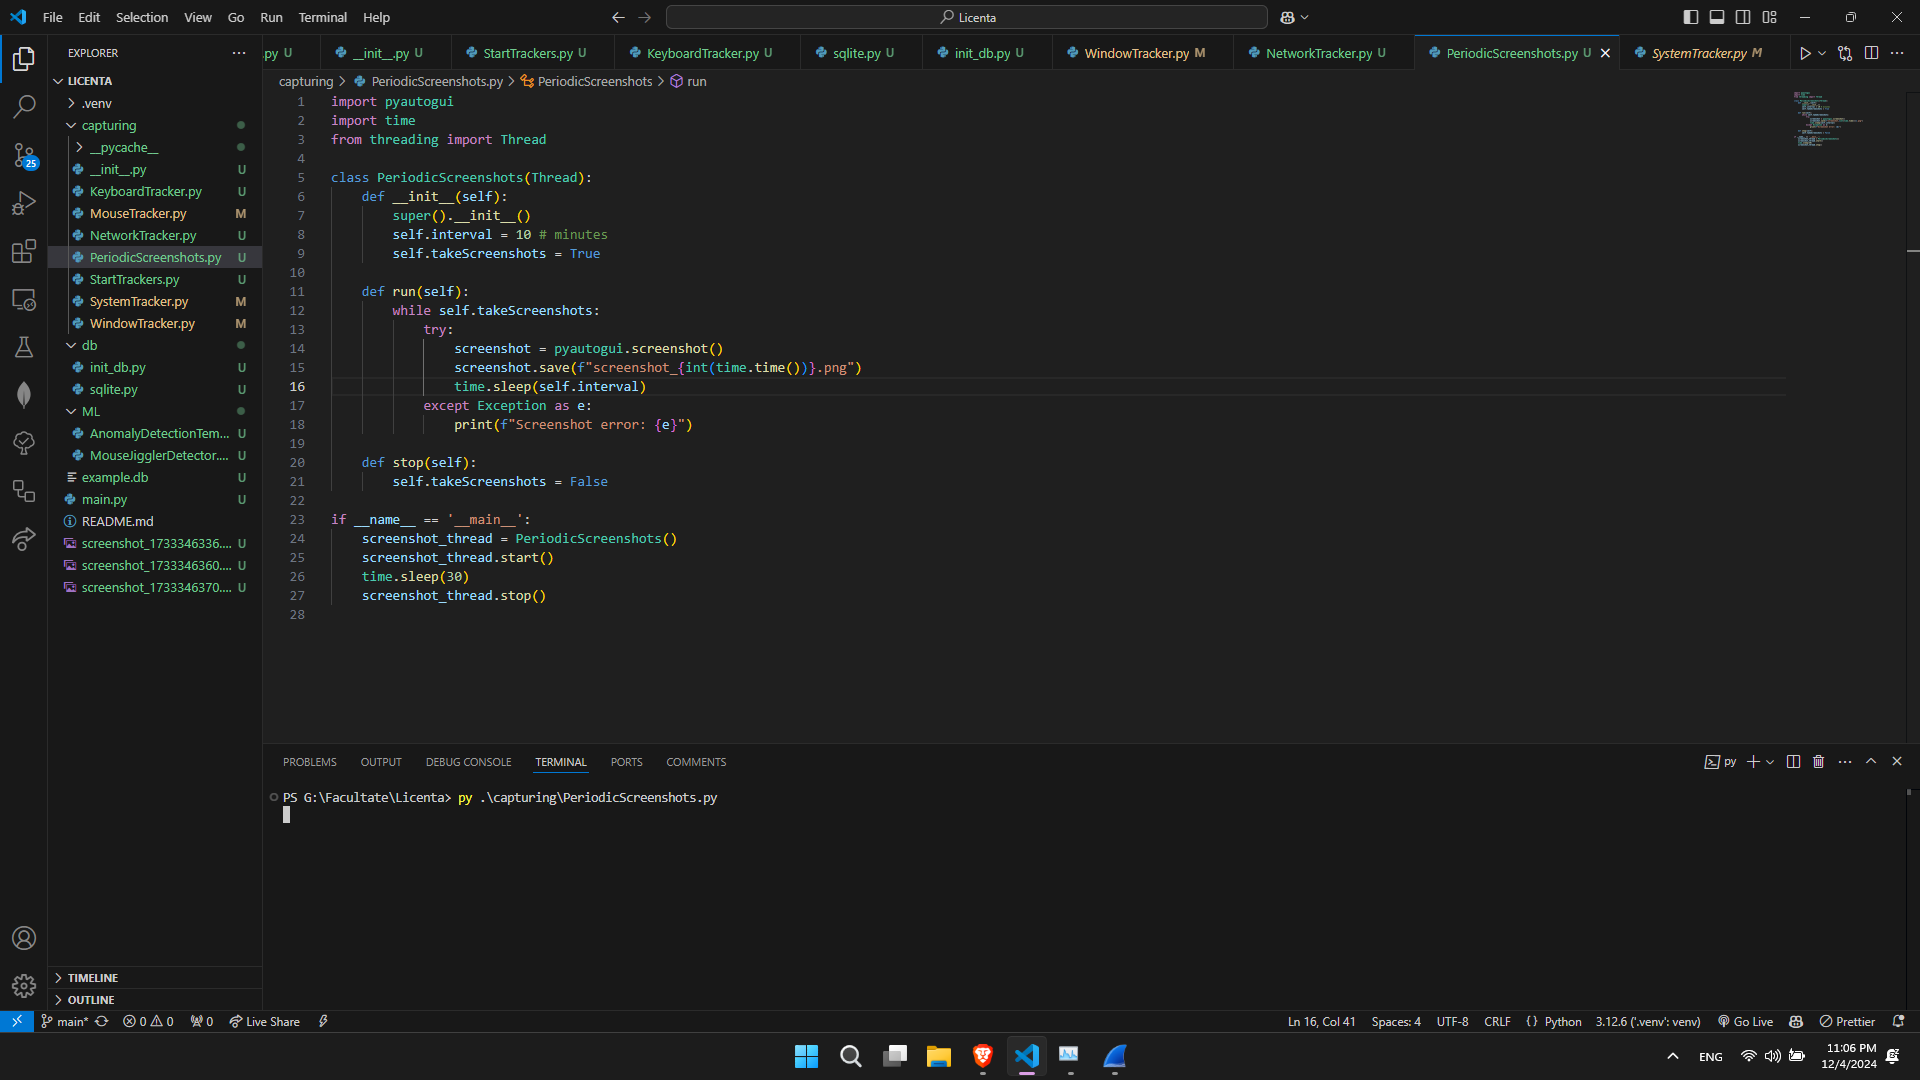 File Edit Selection View Go Run Terminal Help
Licenta
EXPLORER
.py U
__init__.py U
StartTrackers.py U
KeyboardTracker.py U
sqlite.py U
init_db.py U
WindowTracker.py M
NetworkTracker.py U
PeriodicScreenshots.py U
SystemTracker.py M
LICENTA
.venv
capturing
__pycache__
__init__.py U
KeyboardTracker.py U
MouseTracker.py M
NetworkTracker.py U
PeriodicScreenshots.py U
StartTrackers.py U
SystemTracker.py M
WindowTracker.py M
db
init_db.py U
sqlite.py U
ML
AnomalyDetectionTem... U
MouseJigglerDetector.... U
example.db U
main.py U
README.md
screenshot_1733346336.... U
screenshot_1733346360.... U
screenshot_1733346370.... U
TIMELINE
OUTLINE
25
capturing > PeriodicScreenshots.py > PeriodicScreenshots > run
1 import pyautogui
2 import time
3 from threading import Thread
4
5 class PeriodicScreenshots(Thread):
6 def __init__(self):
7 super().__init__()
8 self.interval = 10 # minutes
9 self.takeScreenshots = True
10
11 def run(self):
12 while self.takeScreenshots:
13 try:
14 screenshot = pyautogui.screenshot()
15 screenshot.save(f"screenshot_{int(time.time())}.png")
16 time.sleep(self.interval)
17 except Exception as e:
18 print(f"Screenshot error: {e}")
19
20 def stop(self):
21 self.takeScreenshots = False
22
23 if __name__ == '__main__':
24 screenshot_thread = PeriodicScreenshots()
25 screenshot_thread.start()
26 time.sleep(30)
27 screenshot_thread.stop()
28
PROBLEMS OUTPUT DEBUG CONSOLE TERMINAL PORTS COMMENTS
py
PS G:\Facultate\Licenta> py .\capturing\PeriodicScreenshots.py
main* 0 0 0 Live Share
Ln 16, Col 41 Spaces: 4 UTF-8 CRLF {} Python 3.12.6 ('.venv': venv) Go Live Prettier
ENG
11:06 PM
12/4/2024